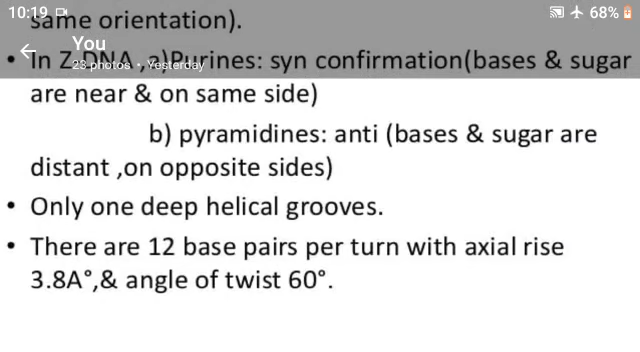 10:19 68%
same orientation).
You
• In Z DNA ,a)Purines: syn confirmation(bases & sugar
23 photos • Yesterday
are near & on same side)
b) pyramidines: anti (bases & sugar are
distant ,on opposite sides)
• Only one deep helical grooves.
• There are 12 base pairs per turn with axial rise
3.8A°,& angle of twist 60°.